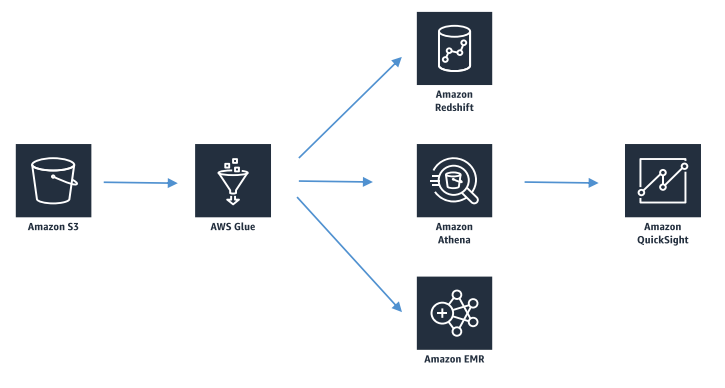 Amazon
Redshift
Amazon S3
AWS Glue
Amazon
Athena
Amazon
QuickSight
Amazon EMR